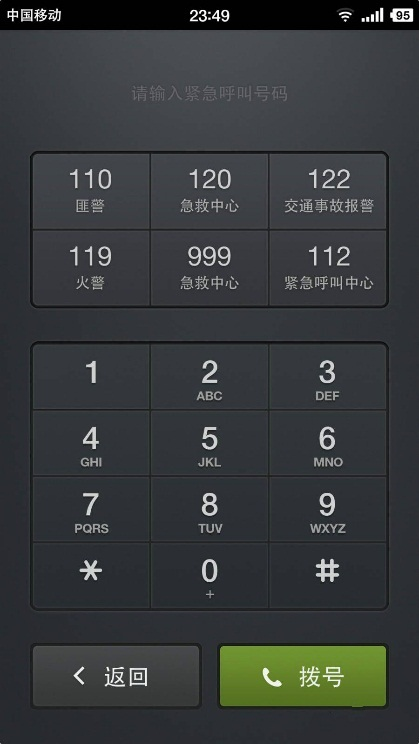 中国移动 23:49 95
请输入紧急呼叫号码
110 120 122
匪警 急救中心 交通事故报警
119 999 112
火警 急救中心 紧急呼叫中心
1 2 3
ABC DEF
4 5 6
GHI JKL MNO
7 8 9
PQRS TUV WXYZ
* 0 #
+
返回 拨号